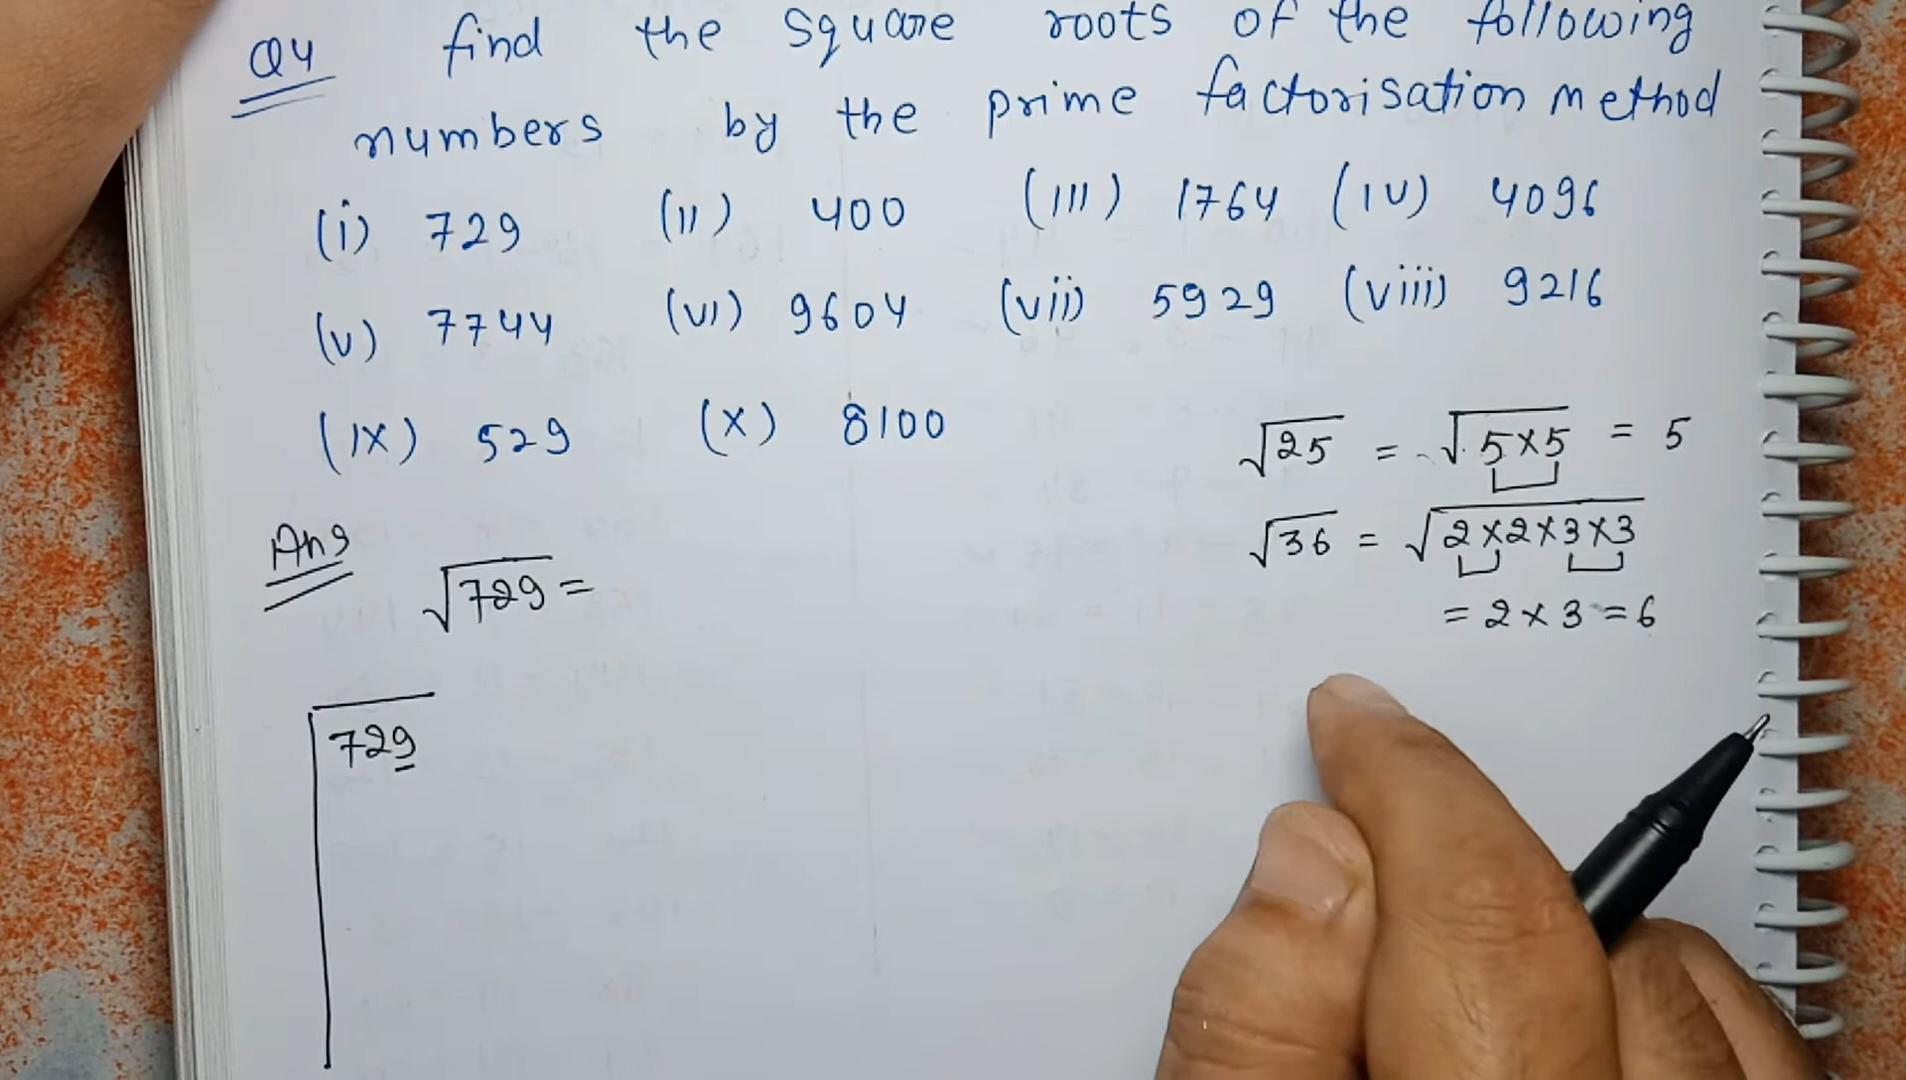 Q4 find the square roots of the following
numbers by the prime factorisation method
(i) 729 (ii) 400 (iii) 1764 (iv) 4096
(v) 7744 (vi) 9604 (vii) 5929 (viii) 9216
(ix) 529 (x) 8100
√25 = √5×5 = 5
√36 = √2×2×3×3
= 2×3 = 6
Ans √729 =
729